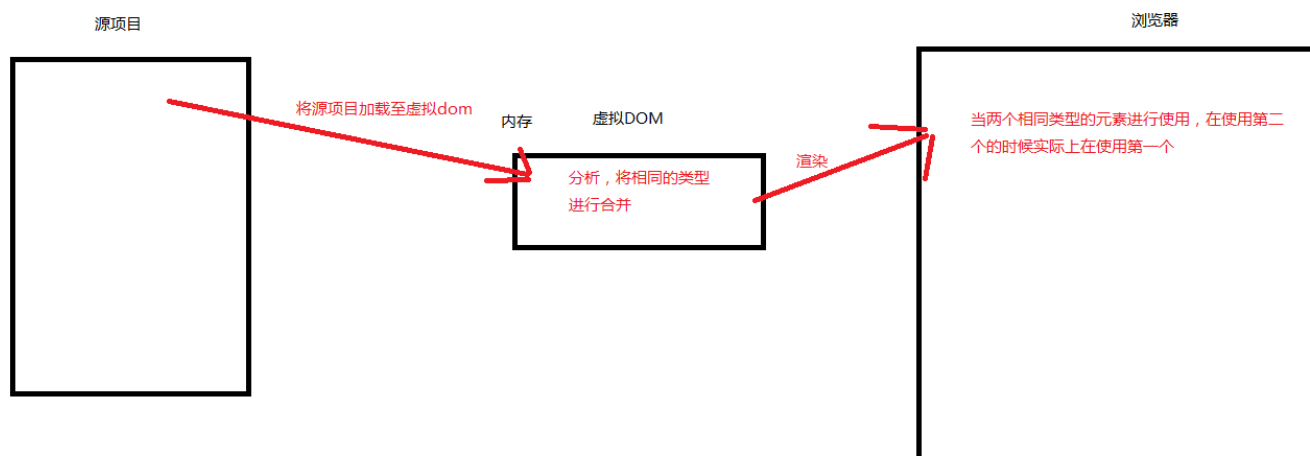 源项目
浏览器
将源项目加载至虚拟dom
内存
虚拟DOM
分析，将相同的类型
进行合并
渲染
当两个相同类型的元素进行使用，在使用第二
个的时候实际上在使用第一个